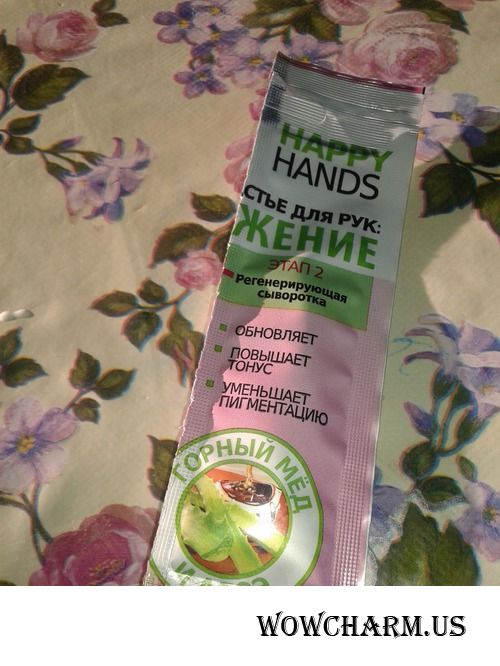 HAPPY
HANDS
СТЬЕ ДЛЯ РУК:
ЖЕНИЕ
ЭТАП 2
Регенерирующая
сыворотка
ОБНОВЛЯЕТ
ПОВЫШАЕТ
ТОНУС
УМЕНЬШАЕТ
ПИГМЕНТАЦИЮ
ГОРНЫЙ МЁД
И
WOWCHARM.US